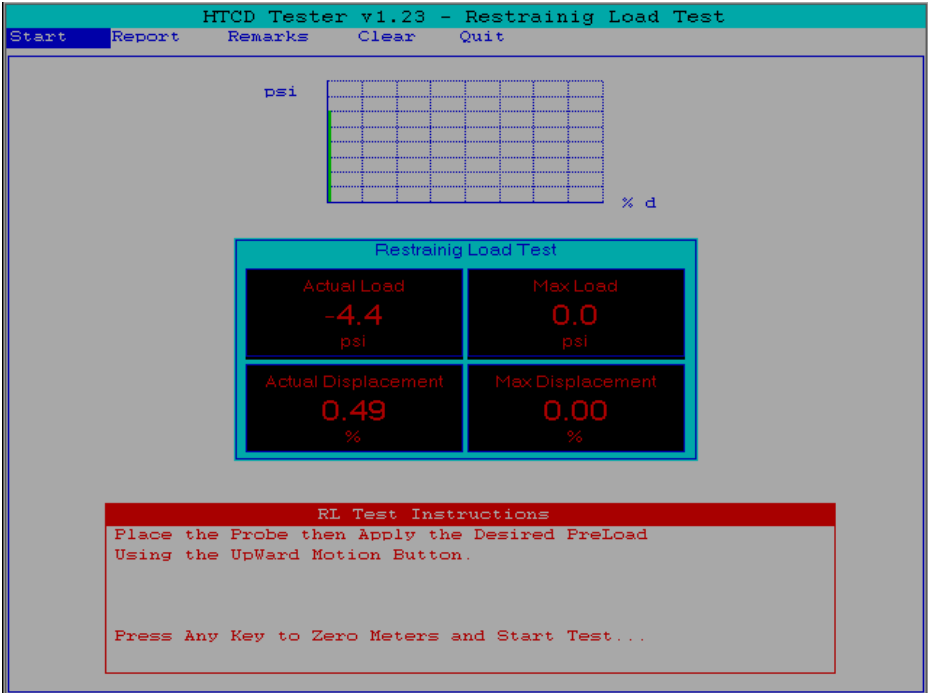 HTCD Tester v1.23 - Restrainig Load Test
Start Report Remarks Clear Quit
psi
% d
Restrainig Load Test
Actual Load Max Load
-4.4 0.0
psi psi
Actual Displacement Max Displacement
0.49 0.00
% %
RL Test Instructions
Place the Probe then Apply the Desired PreLoad
Using the UpWard Motion Button.
Press Any Key to Zero Meters and Start Test...